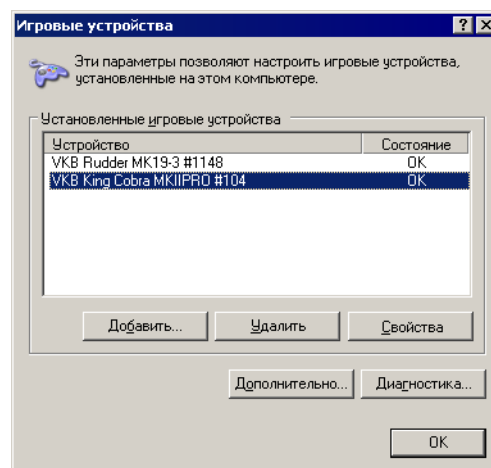 Игровые устройства
Эти параметры позволяют настроить игровые устройства,
установленные на этом компьютере.
Установленные игровые устройства
Устройство Состояние
VKB Rudder MK19-3 #1148 OK
VKB King Cobra MKIIPRO #104 OK
Добавить... Удалить Свойства
Дополнительно... Диагностика...
OK